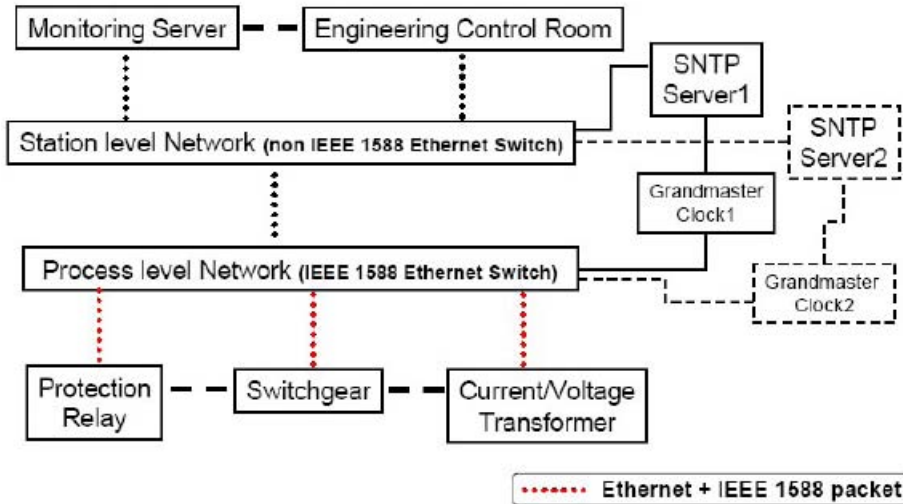 Monitoring Server
Engineering Control Room
SNTP
Server1
Station level Network (non IEEE 1588 Ethernet Switch)
SNTP
Server2
Grandmaster
Clock1
Process level Network (IEEE 1588 Ethernet Switch)
Grandmaster
Clock2
Protection
Relay
Switchgear
Current/Voltage
Transformer
Ethernet + IEEE 1588 packet